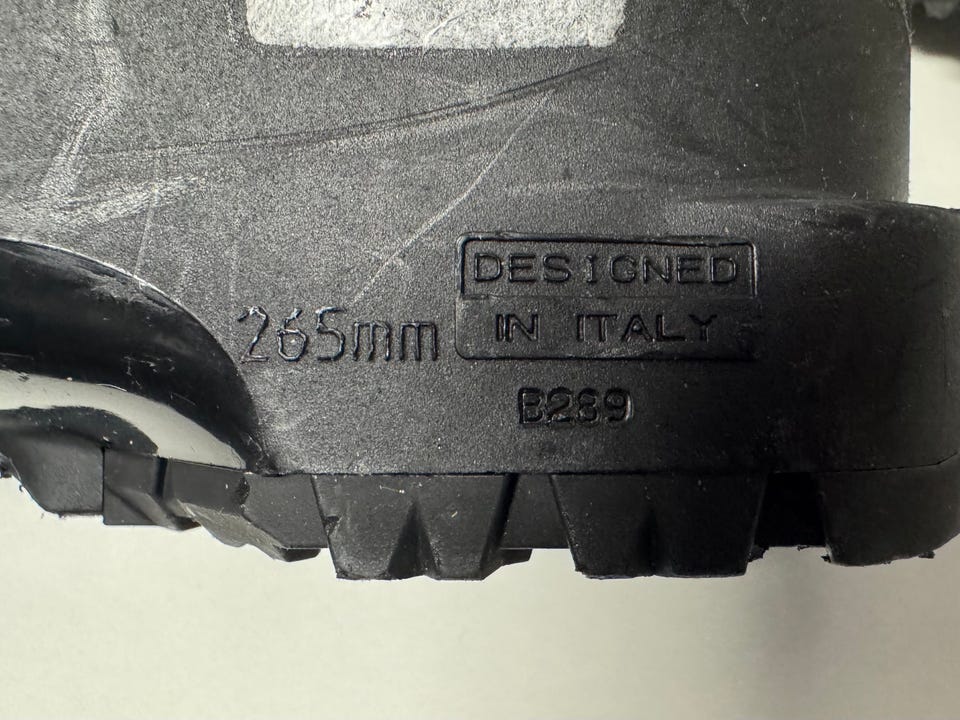 265mm
DESIGNED
IN ITALY
B289